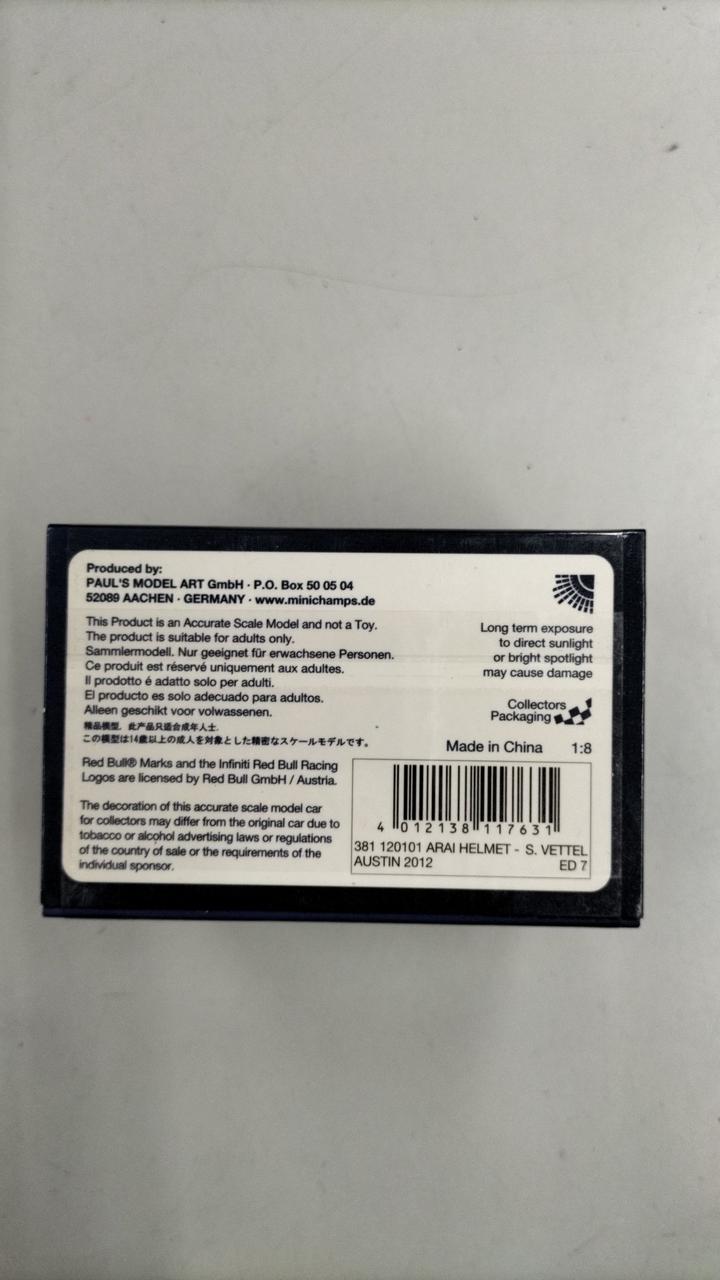 Produced by:
PAUL'S MODEL ART GmbH · P.O. Box 50 05 04
52089 AACHEN · GERMANY · www.minichamps.de
This Product is an Accurate Scale Model and not a Toy.
The product is suitable for adults only.
Sammlermodell. Nur geeignet für erwachsene Personen.
Ce produit est réservé uniquement aux adultes.
Il prodotto é adatto solo per adulti.
El producto es solo adecuado para adultos.
Alleen geschikt voor volwassenen.
精品模型. 此产品只适合成年人士.
この模型は14歳以上の成人を対象とした精密なスケールモデルです。
Red Bull® Marks and the Infiniti Red Bull Racing
Logos are licensed by Red Bull GmbH / Austria.
The decoration of this accurate scale model car
for collectors may differ from the original car due to
tobacco or alcohol advertising laws or regulations
of the country of sale or the requirements of the
individual sponsor.
Long term exposure
to direct sunlight
or bright spotlight
may cause damage
Collectors
Packaging
Made in China 1:8
4 012138 117631
381 120101 ARAI HELMET - S. VETTEL
AUSTIN 2012 ED 7